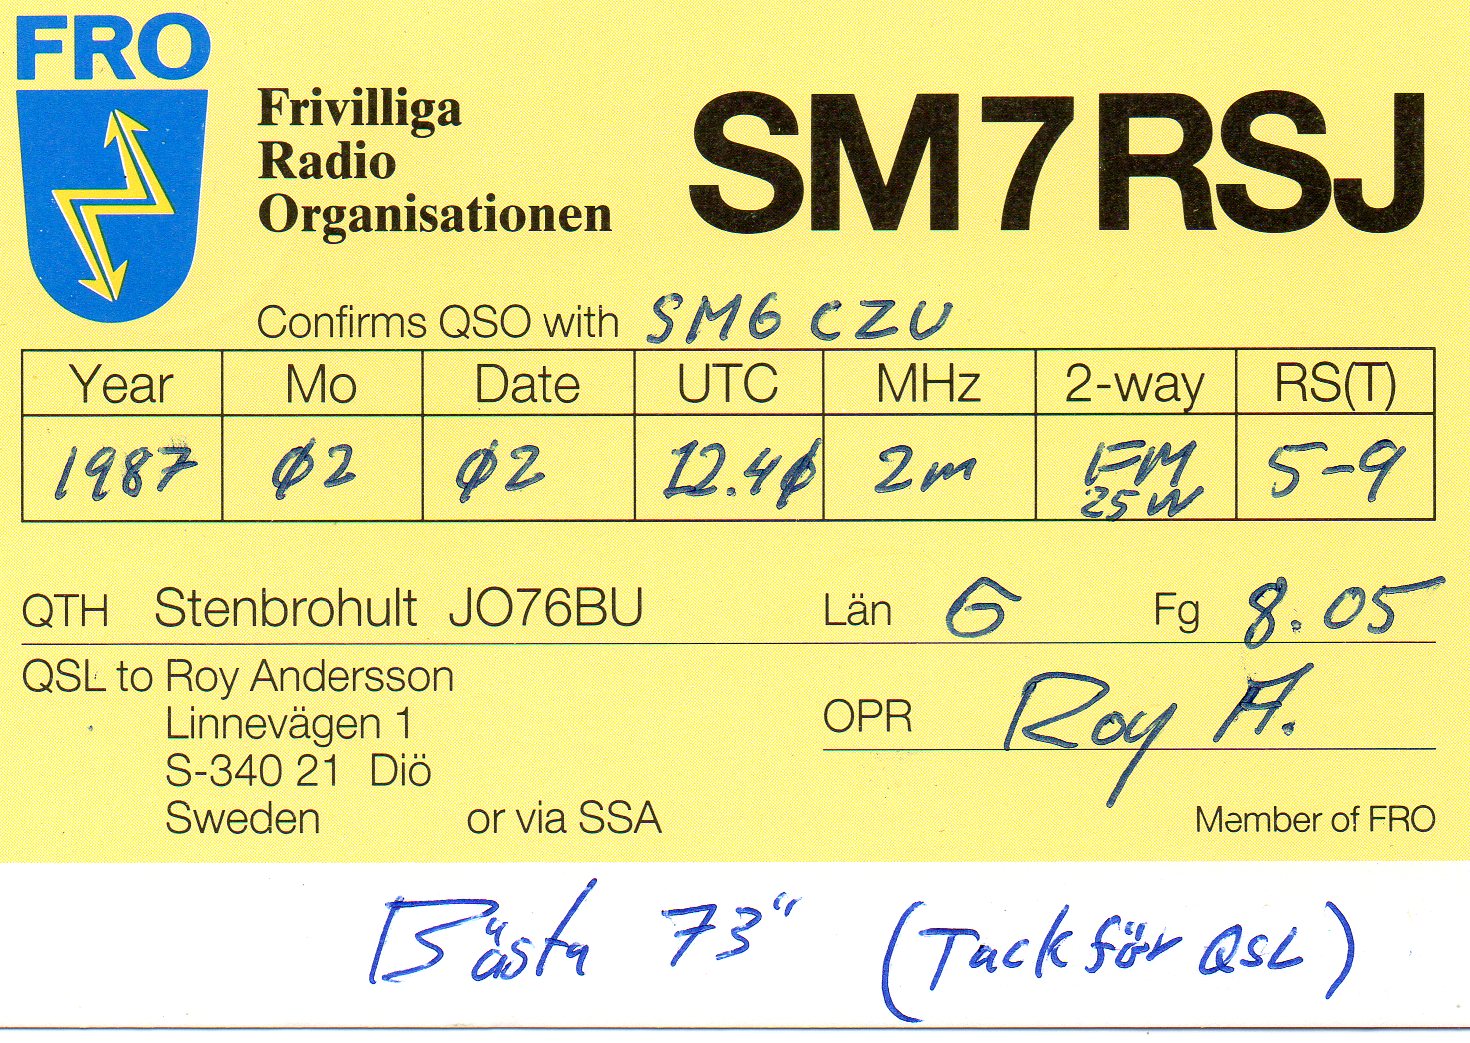 FRO
Frivilliga
Radio
Organisationen
SM7RSJ
Confirms QSO with SM6 CZU
Year Mo Date UTC MHz 2-way RS(T)
1987 Ø2 Ø2 12.4Ø 2m FM 5-9
25W
QTH Stenbrohult JO76BU Län G Fg 8.05
QSL to Roy Andersson
Linnevägen 1
S-340 21 Diö
Sweden or via SSA
OPR Roy A.
Member of FRO
Bästa 73" (Tack för QSL)